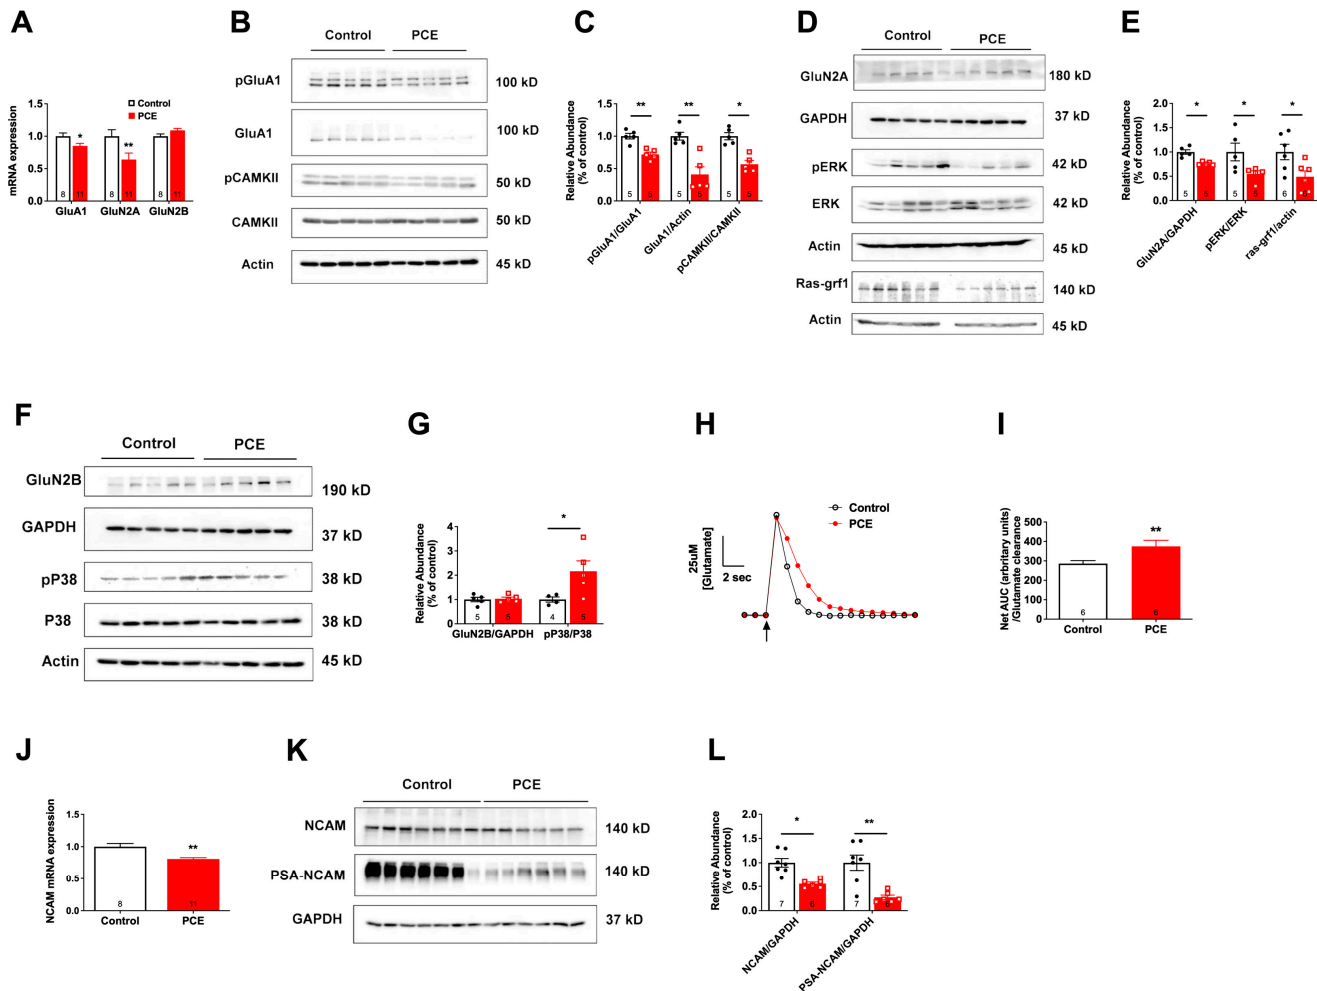 A
mRNA expression
1.5
1.0
0.5
0.0
Control
PCE
*
**
8
11
8
11
8
11
GluA1
GluN2A
GluN2B
B
Control
PCE
pGluA1
100 kD
GluA1
100 kD
pCAMKII
50 kD
CAMKII
50 kD
Actin
45 kD
C
Relative Abundance
(% of control)
1.5
1.0
0.5
0.0
**
**
*
5
5
5
5
5
5
pGluA1/GluA1
GluA1/Actin
pCAMKII/CAMKII
D
Control
PCE
GluN2A
180 kD
GAPDH
37 kD
pERK
42 kD
ERK
42 kD
Actin
45 kD
Ras-grf1
140 kD
Actin
45 kD
E
Relative Abundance
(% of control)
2.0
1.5
1.0
0.5
0.0
*
*
*
5
5
5
5
6
6
GluN2A/GAPDH
pERK/ERK
ras-grf1/actin
F
Control
PCE
GluN2B
190 kD
GAPDH
37 kD
pP38
38 kD
P38
38 kD
Actin
45 kD
G
Relative Abundance
(% of control)
4
3
2
1
0
*
5
5
4
5
GluN2B/GAPDH
pP38/P38
H
Control
PCE
25uM
[Glutamate]
2 sec
I
Net AUC (arbritary units)
/Glutamate clearance
500
400
300
200
100
0
**
6
6
Control
PCE
J
NCAM mRNA expression
1.5
1.0
0.5
0.0
**
8
11
Control
PCE
K
Control
PCE
NCAM
140 kD
PSA-NCAM
140 kD
GAPDH
37 kD
L
Relative Abundance
(% of control)
2.0
1.5
1.0
0.5
0.0
*
**
7
6
7
6
NCAM/GAPDH
PSA-NCAM/GAPDH